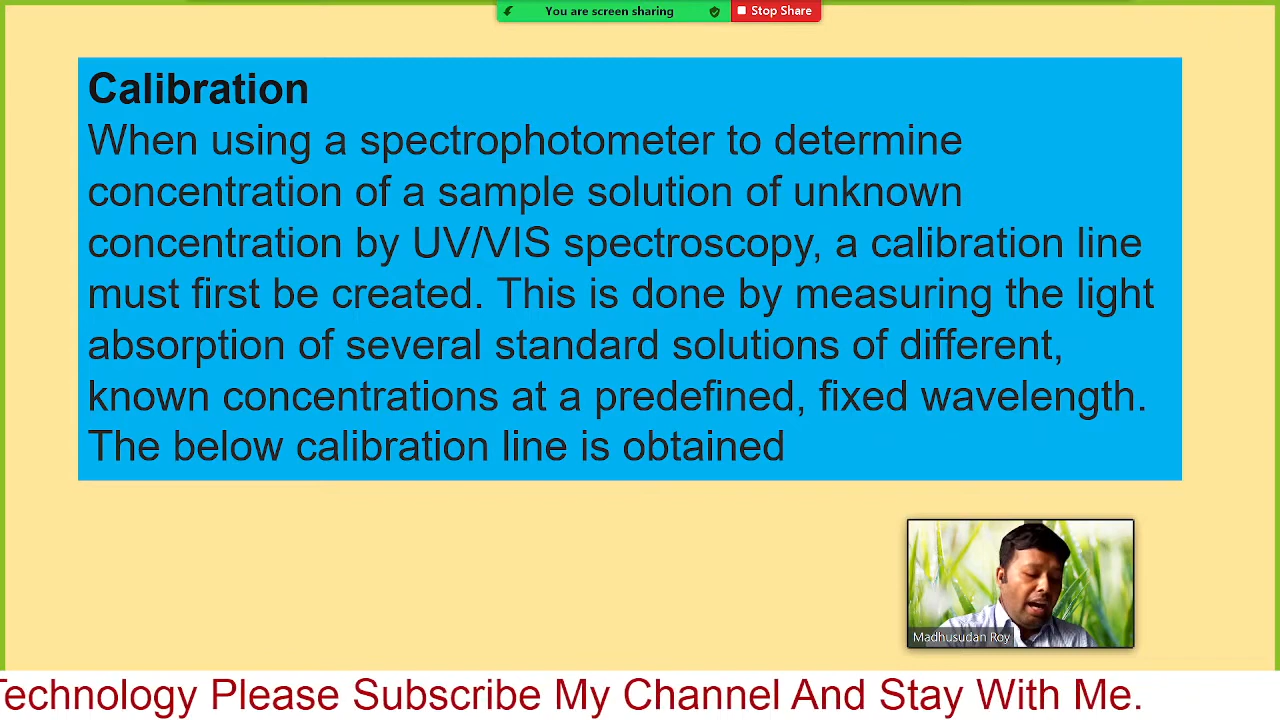 You are screen sharing
Stop Share
Calibration
When using a spectrophotometer to determine
concentration of a sample solution of unknown
concentration by UV/VIS spectroscopy, a calibration line
must first be created. This is done by measuring the light
absorption of several standard solutions of different,
known concentrations at a predefined, fixed wavelength.
The below calibration line is obtained
Madhusudan Roy
Technology Please Subscribe My Channel And Stay With Me.